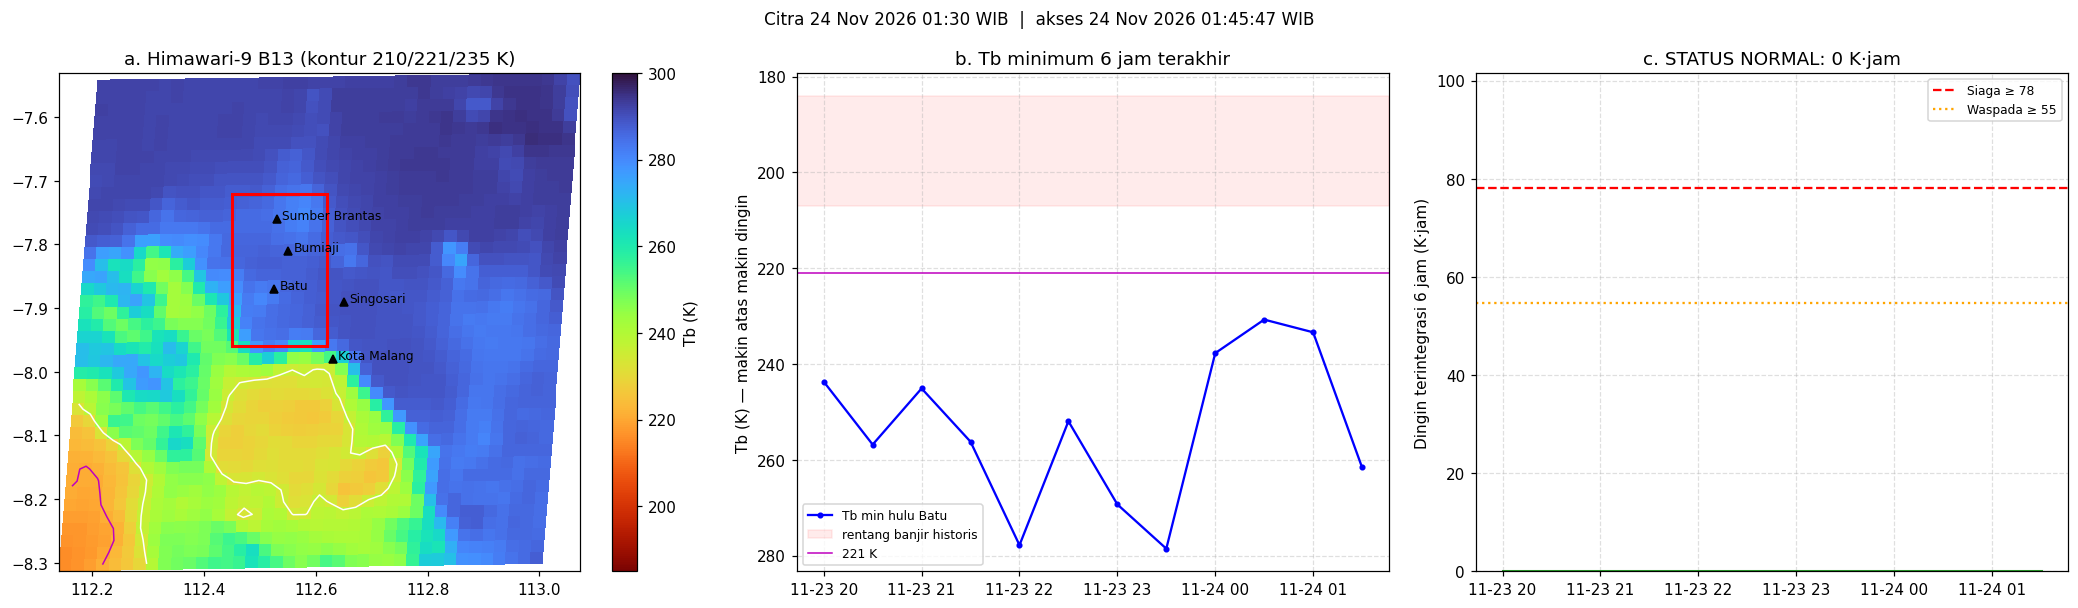 Citra 24 Nov 2026 01:30 WIB | akses 24 Nov 2026 01:45:47 WIB
a. Himawari-9 B13 (kontur 210/221/235 K)
−7.6
−7.7
−7.8
−7.9
−8.0
−8.1
−8.2
−8.3
112.2
112.4
112.6
112.8
113.0
Sumber Brantas
Bumiaji
Batu
Singosari
Kota Malang
300
280
260
240
220
200
Tb (K)
b. Tb minimum 6 jam terakhir
Tb (K) — makin atas makin dingin
180
200
220
240
260
280
Tb min hulu Batu
rentang banjir historis
221 K
11-23 20
11-23 21
11-23 22
11-23 23
11-24 00
11-24 01
c. STATUS NORMAL: 0 K·jam
Dingin terintegrasi 6 jam (K·jam)
100
80
60
40
20
0
Siaga ≥ 78
Waspada ≥ 55
11-23 20
11-23 21
11-23 22
11-23 23
11-24 00
11-24 01